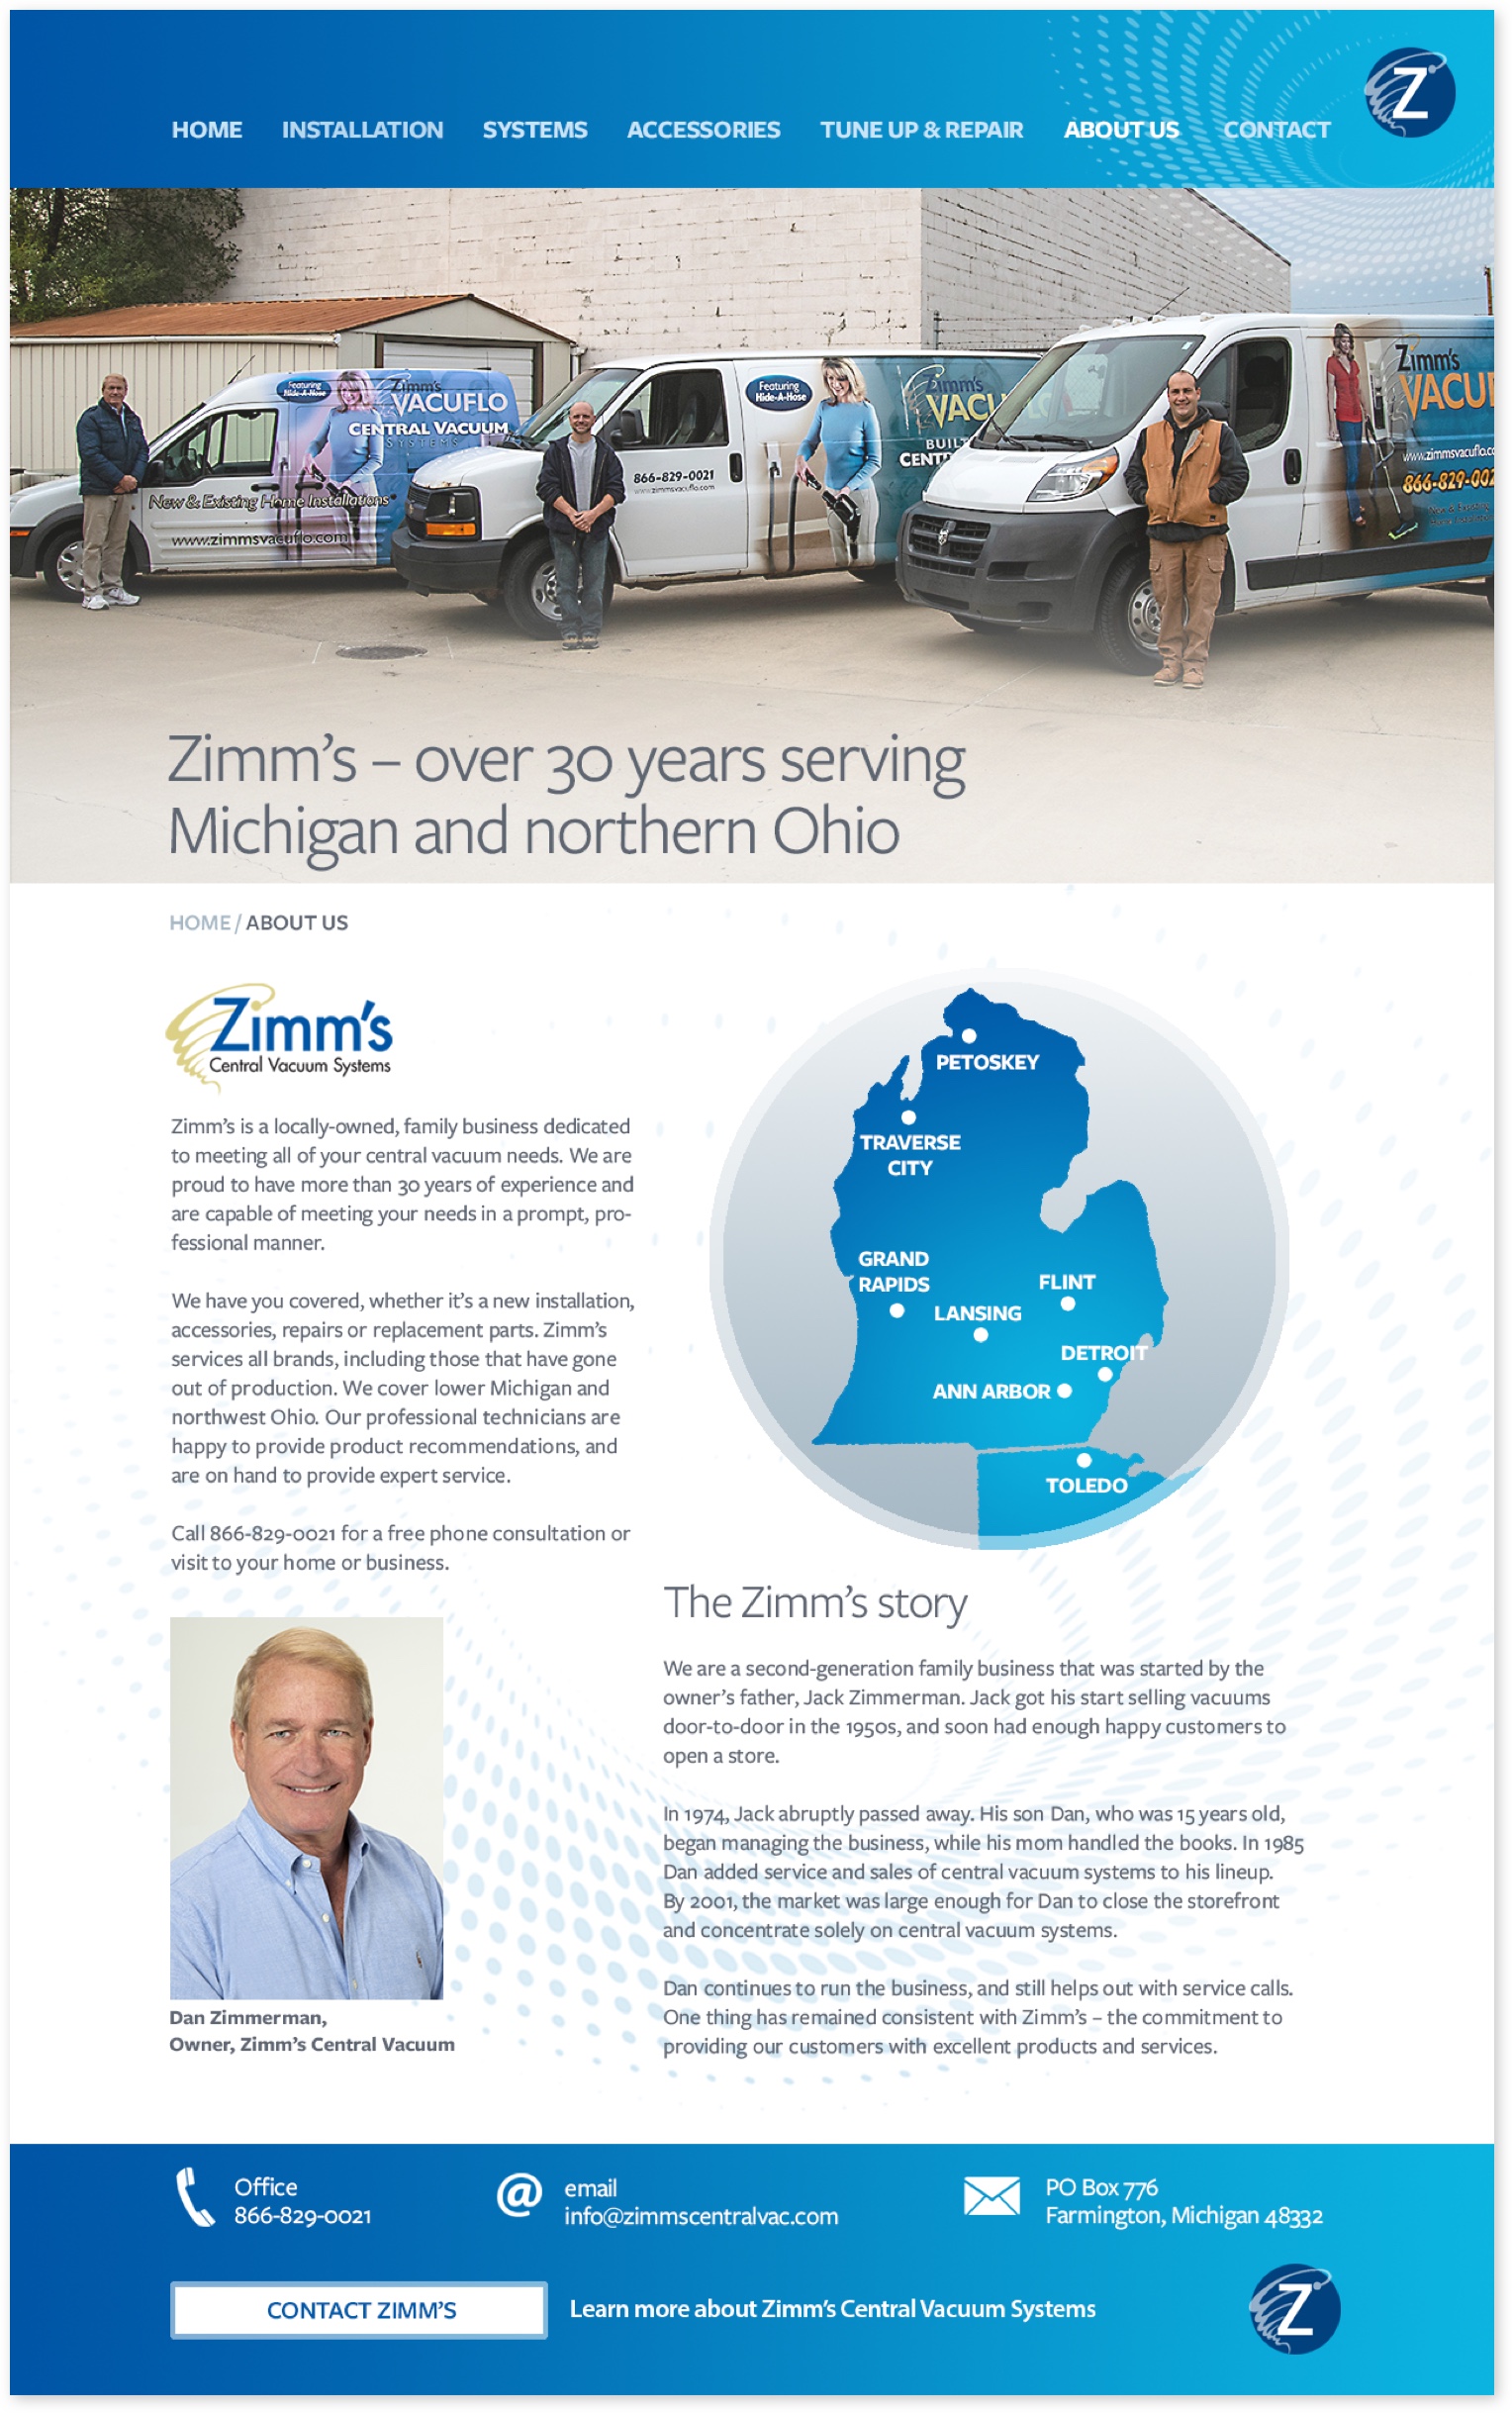 HOME INSTALLATION SYSTEMS ACCESSORIES TUNE UP & REPAIR ABOUT US CONTACT
Z
Featuring
Hide-A-Hose
Zimm's
VACUFLO
CENTRAL VACUUM
SYSTEMS
New & Existing Home Installations
www.zimmsvacuflo.com
866-829-0021
www.zimmsvacuflo.com
Featuring
Hide-A-Hose
Zimm's
BUILT
Zimm's
Zimm's – over 30 years serving
Michigan and northern Ohio
HOME / ABOUT US
Zimm's
Central Vacuum Systems
Zimm's is a locally-owned, family business dedicated
to meeting all of your central vacuum needs. We are
proud to have more than 30 years of experience and
are capable of meeting your needs in a prompt, pro-
fessional manner.
We have you covered, whether it's a new installation,
accessories, repairs or replacement parts. Zimm's
services all brands, including those that have gone
out of production. We cover lower Michigan and
northwest Ohio. Our professional technicians are
happy to provide product recommendations, and
are on hand to provide expert service.
Call 866-829-0021 for a free phone consultation or
visit to your home or business.
Dan Zimmerman,
Owner, Zimm's Central Vacuum
PETOSKEY
TRAVERSE
CITY
GRAND
RAPIDS
FLINT
LANSING
DETROIT
ANN ARBOR
TOLEDO
The Zimm's story
We are a second-generation family business that was started by the
owner's father, Jack Zimmerman. Jack got his start selling vacuums
door-to-door in the 1950s, and soon had enough happy customers to
open a store.
In 1974, Jack abruptly passed away. His son Dan, who was 15 years old,
began managing the business, while his mom handled the books. In 1985
Dan added service and sales of central vacuum systems to his lineup.
By 2001, the market was large enough for Dan to close the storefront
and concentrate solely on central vacuum systems.
Dan continues to run the business, and still helps out with service calls.
One thing has remained consistent with Zimm's – the commitment to
providing our customers with excellent products and services.
Office
866-829-0021
email
info@zimmscentralvac.com
PO Box 776
Farmington, Michigan 48332
CONTACT ZIMM'S
Learn more about Zimm's Central Vacuum Systems
Z